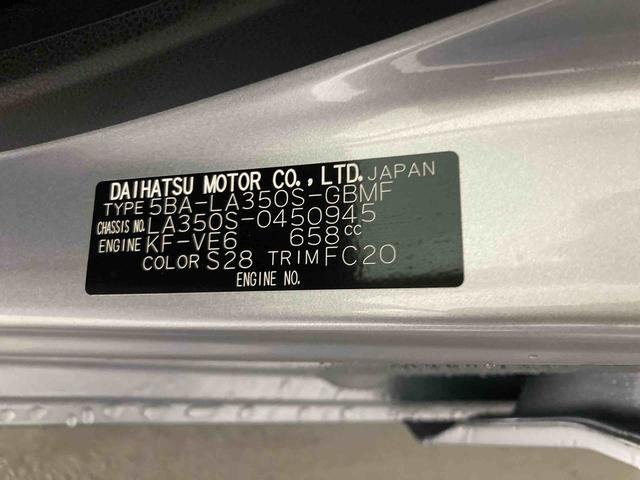 DAIHATSU MOTOR CO., LTD. JAPAN
TYPE 5BA-LA350S-GBMF
CHASSIS NO. LA350S-0450945
ENGINE KF-VE6 658cc
COLOR S28 TRIM FC20
ENGINE NO.